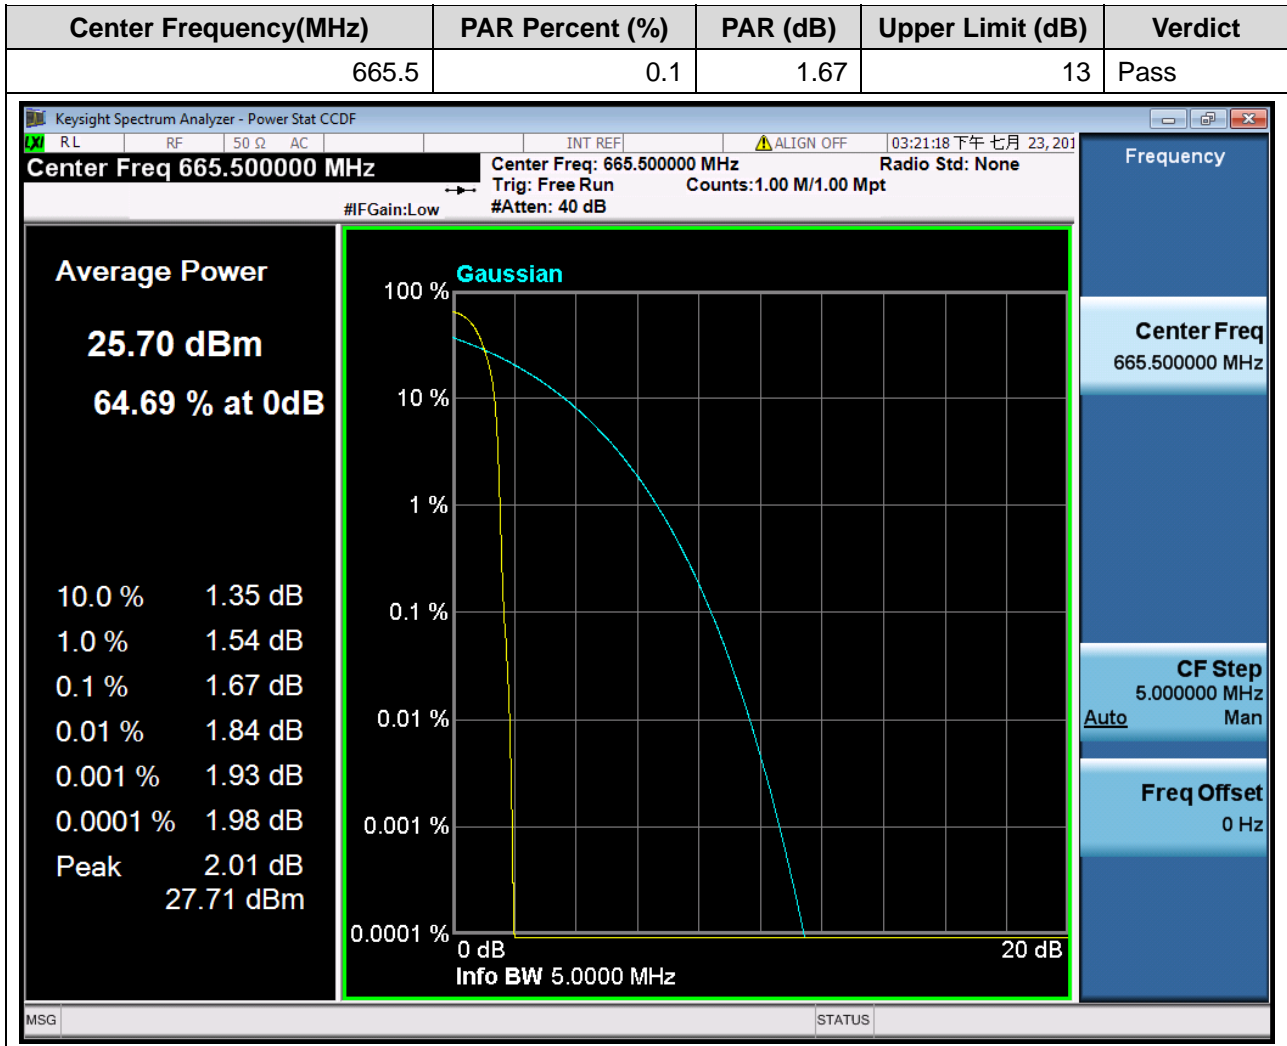 Center Frequency(MHz) PAR Percent (%) PAR (dB) Upper Limit (dB) Verdict
665.5 0.1 1.67 13 Pass
Keysight Spectrum Analyzer - Power Stat CCDF
LXI RL RF 50 Ω AC INT REF ALIGN OFF 03:21:18 下午 七月 23, 201
Center Freq 665.500000 MHz
Center Freq: 665.500000 MHz Radio Std: None
Trig: Free Run Counts:1.00 M/1.00 Mpt
#IFGain:Low #Atten: 40 dB
Average Power
25.70 dBm
64.69 % at 0dB
10.0 % 1.35 dB
1.0 % 1.54 dB
0.1 % 1.67 dB
0.01 % 1.84 dB
0.001 % 1.93 dB
0.0001 % 1.98 dB
Peak 2.01 dB
27.71 dBm
Gaussian
100 %
10 %
1 %
0.1 %
0.01 %
0.001 %
0.0001 %
0 dB 20 dB
Info BW 5.0000 MHz
Frequency
Center Freq
665.500000 MHz
CF Step
5.000000 MHz
Auto Man
Freq Offset
0 Hz
MSG STATUS